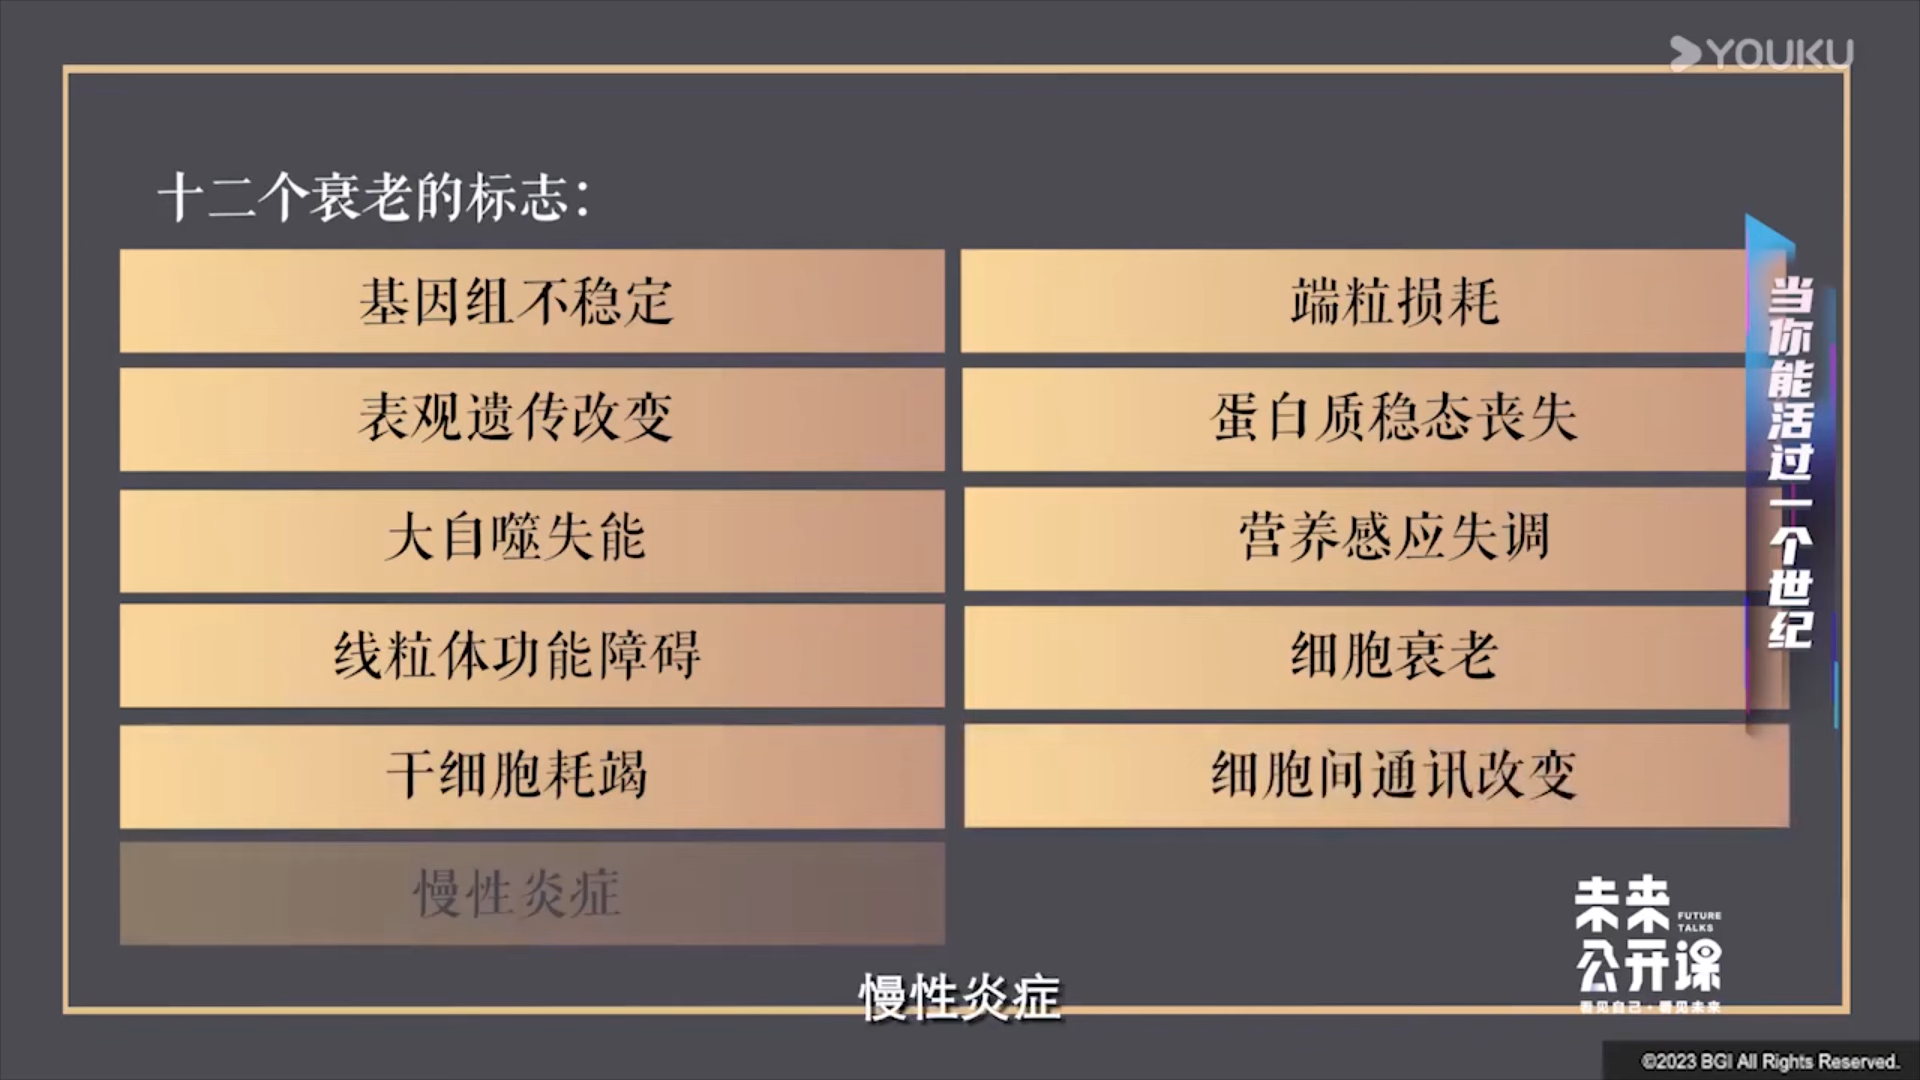 YOUKU
十二个衰老的标志：
基因组不稳定
端粒损耗
表观遗传改变
蛋白质稳态丧失
大自噬失能
营养感应失调
线粒体功能障碍
细胞衰老
干细胞耗竭
细胞间通讯改变
慢性炎症
当你能活过一个世纪
未来
FUTURE
TALKS
公开课
看见自己·看见未来
慢性炎症
©2023 BGI All Rights Reserved.